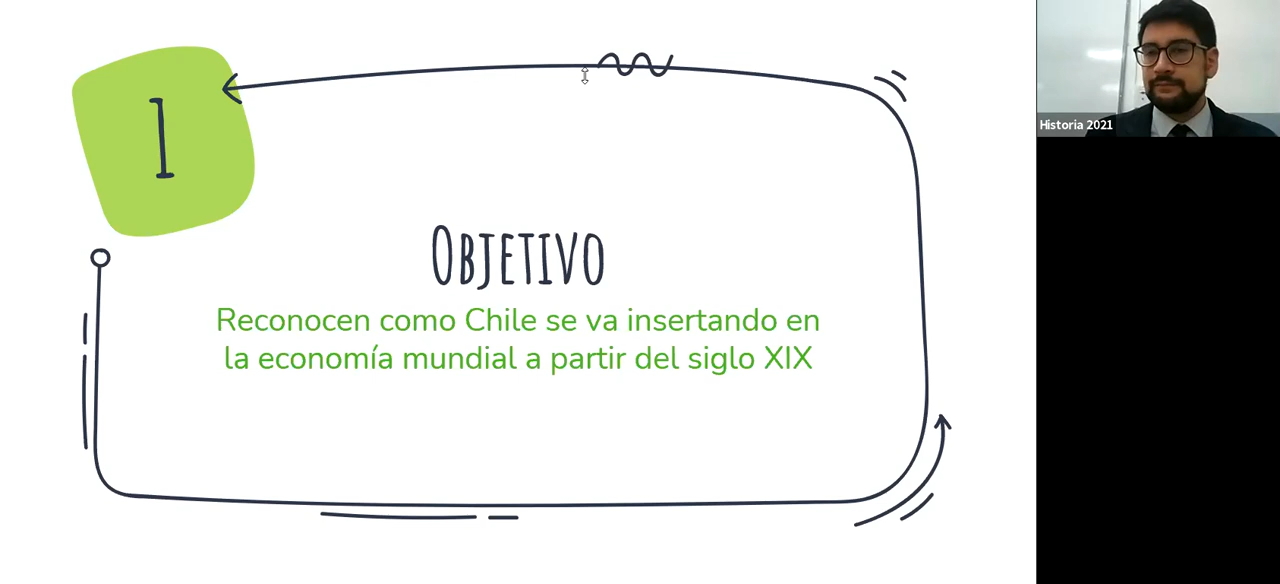 1
Objetivo
Reconocen como Chile se va insertando en
la economía mundial a partir del siglo XIX
Historia 2021